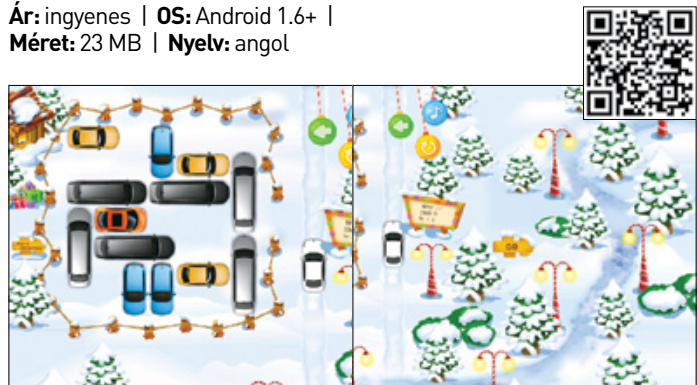 Ár: ingyenes | OS: Android 1.6+ |
Méret: 23 MB | Nyelv: angol